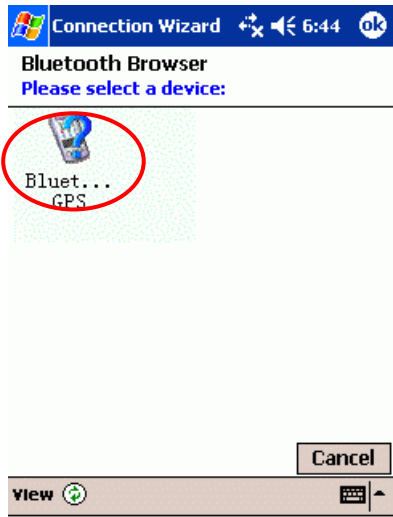 Connection Wizard 6:44 ok
Bluetooth Browser
Please select a device:
Bluet...
GPS
Cancel
View